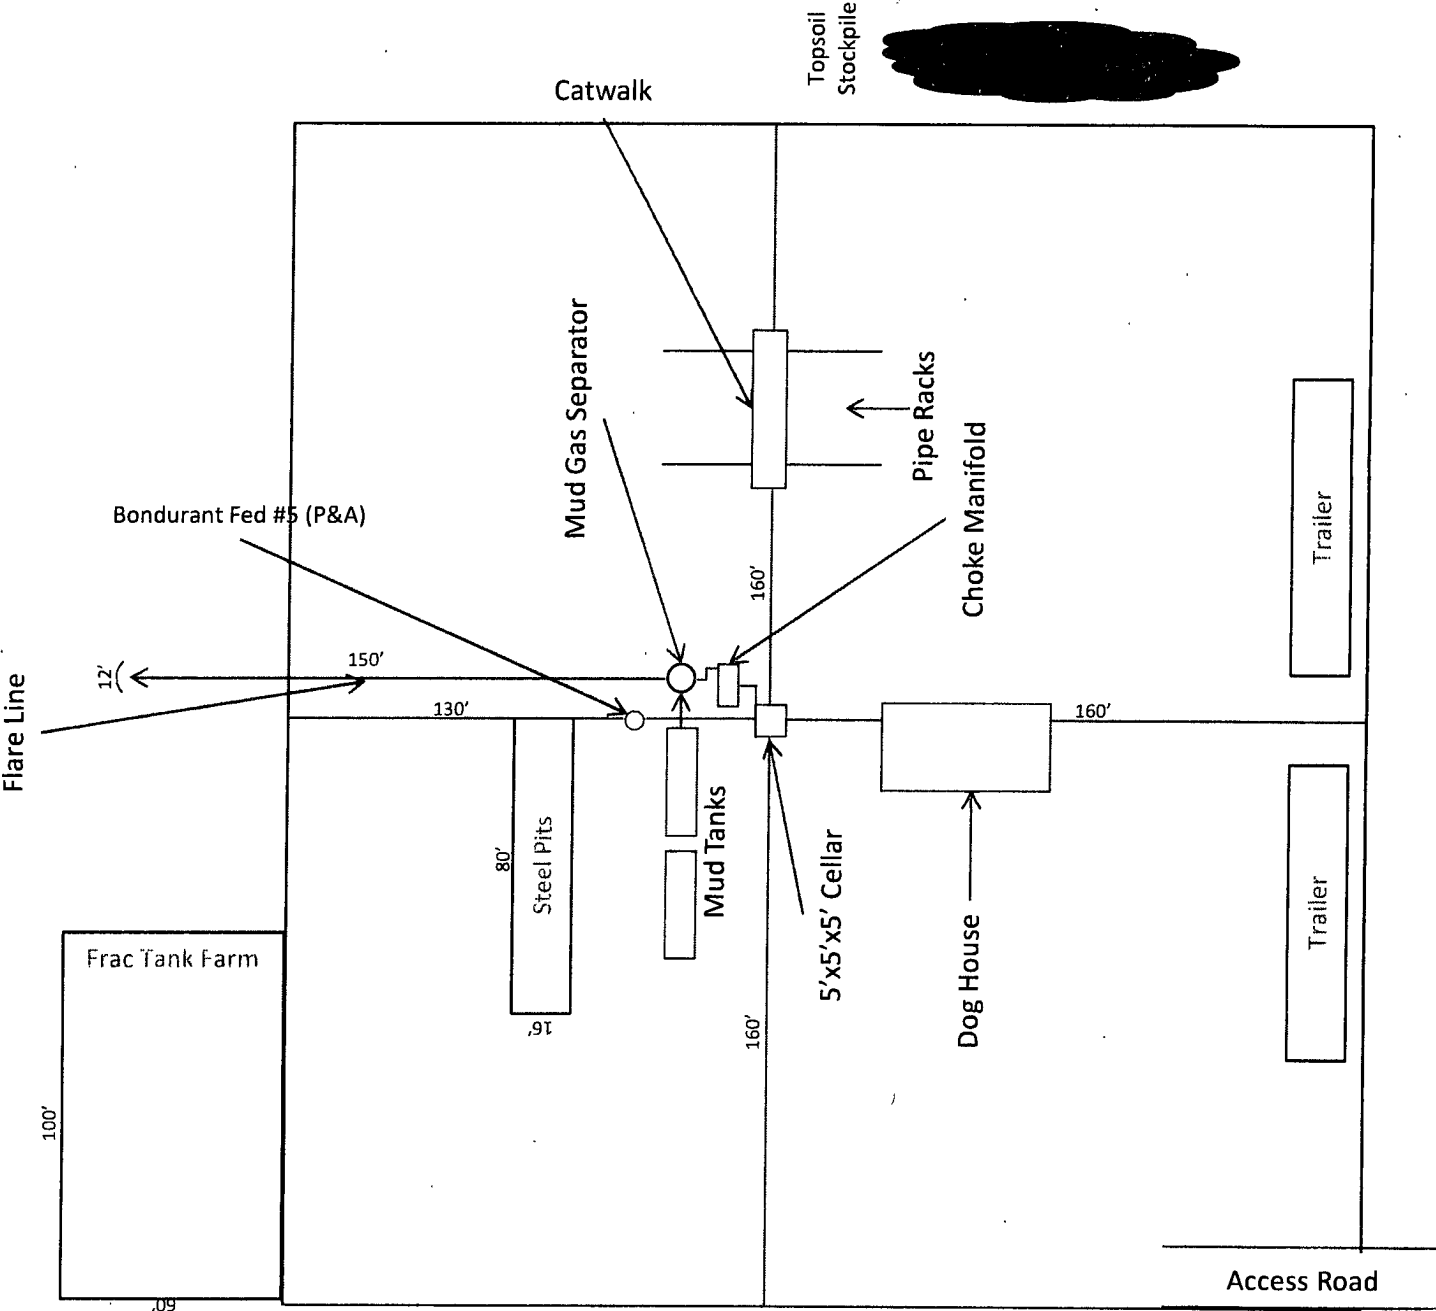 Topsoil
Stockpile
Catwalk
Mud Gas Separator
Pipe Racks
Choke Manifold
Bondurant Fed #5 (P&A)
Trailer
160'
150'
12'
Flare Line
130'
160'
Steel Pits
80'
16'
Mud Tanks
5'x5'x5' Cellar
Dog House
Trailer
Frac Tank Farm
100'
160'
60'
Access Road